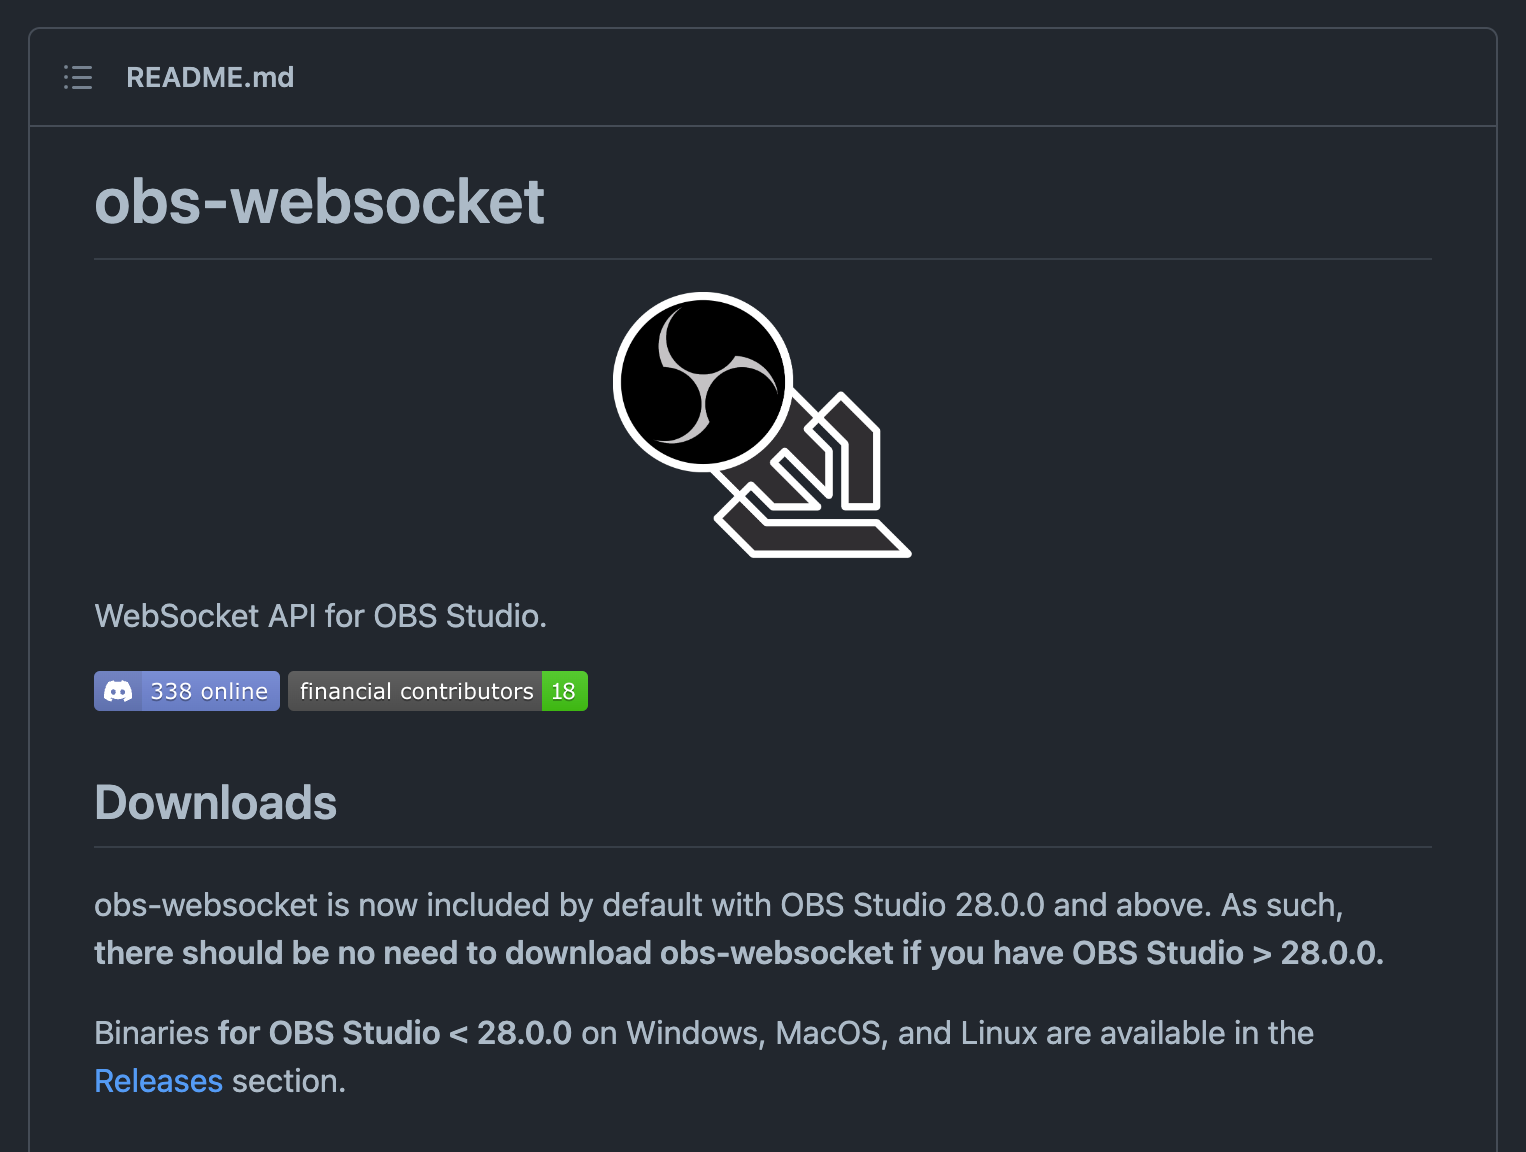 README.md
obs-websocket
WebSocket API for OBS Studio.
338 online financial contributors 18
Downloads
obs-websocket is now included by default with OBS Studio 28.0.0 and above. As such,
there should be no need to download obs-websocket if you have OBS Studio > 28.0.0.
Binaries for OBS Studio < 28.0.0 on Windows, MacOS, and Linux are available in the
Releases section.